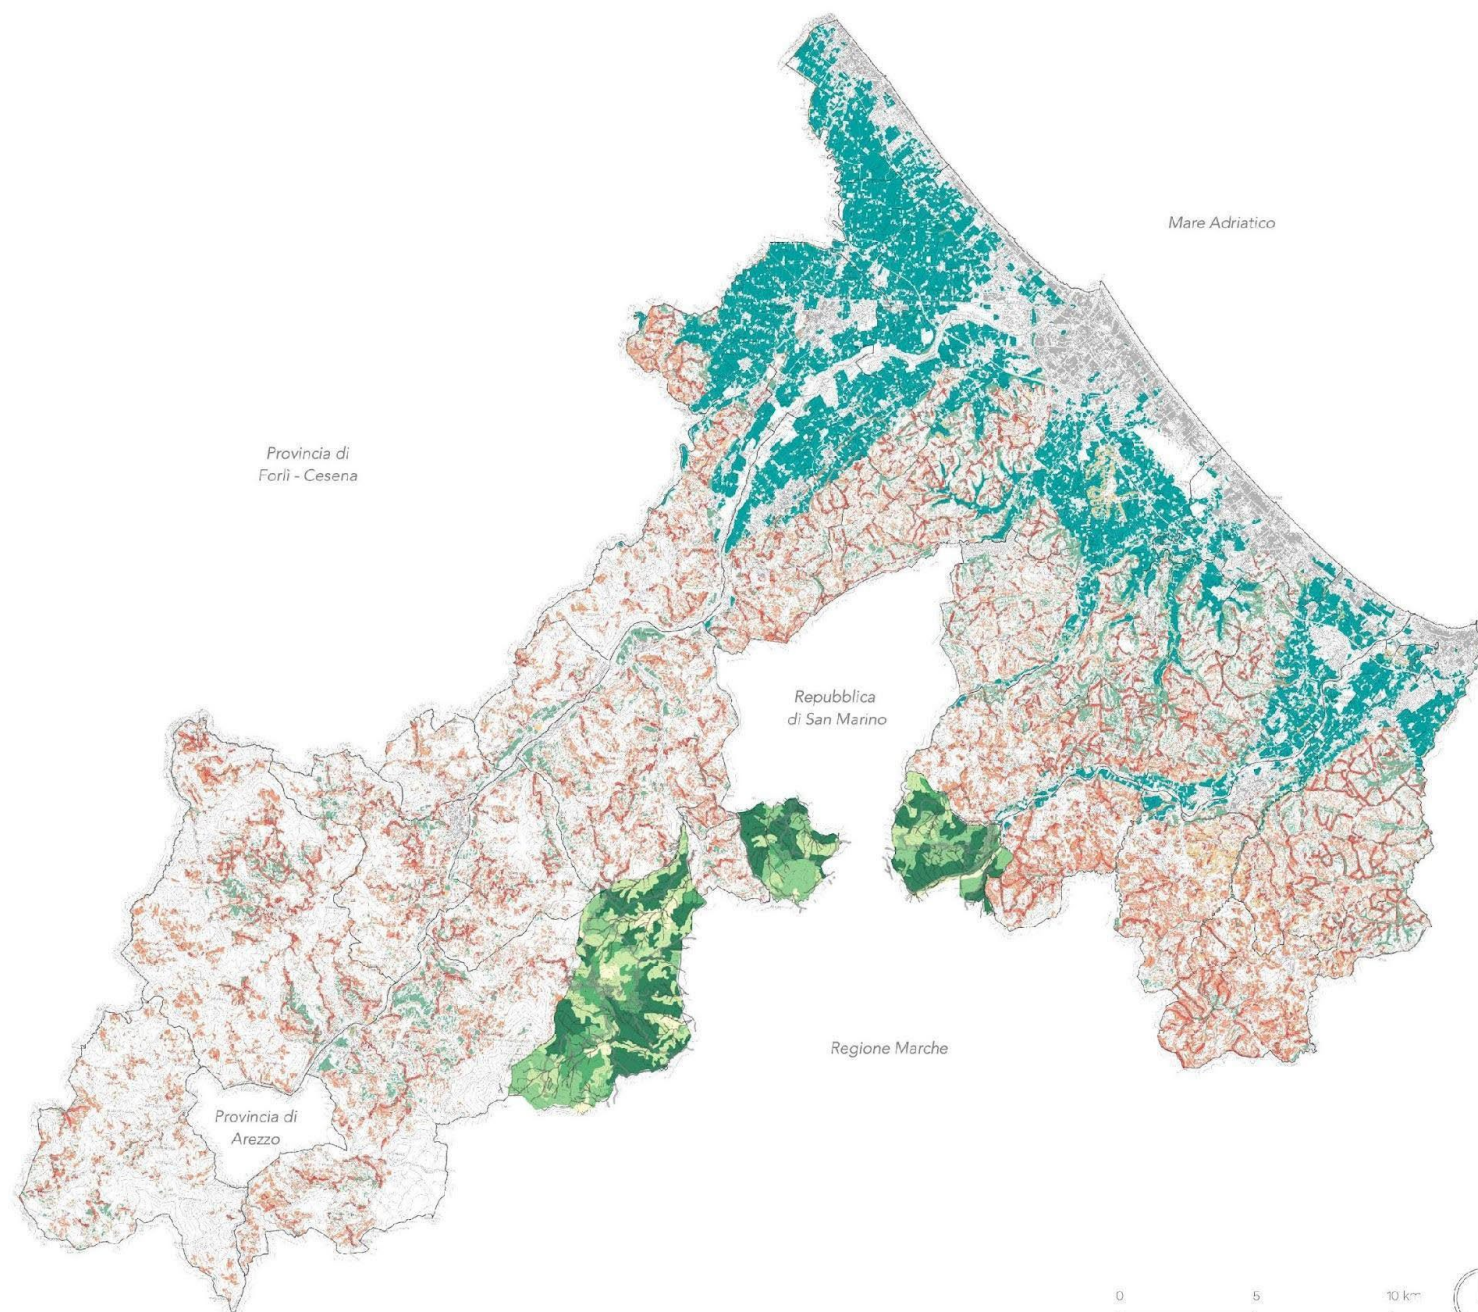 Mare Adriatico
Provincia di
Forlì - Cesena
Repubblica
di San Marino
Regione Marche
Provincia di
Arezzo
0 5 10 km